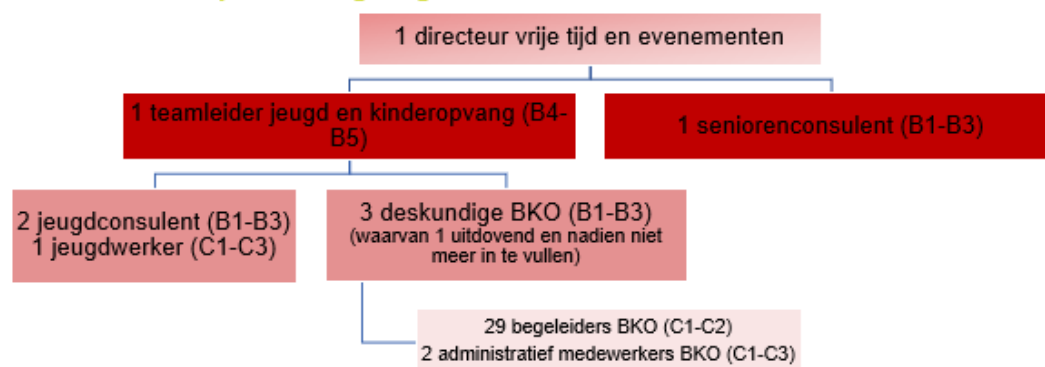 1 directeur vrije tijd en evenementen
1 teamleider jeugd en kinderopvang (B4-
B5)
1 seniorenconsulent (B1-B3)
2 jeugdconsulent (B1-B3)
1 jeugdwerker (C1-C3)
3 deskundige BKO (B1-B3)
(waarvan 1 uitdovend en nadien niet
meer in te vullen)
29 begeleiders BKO (C1-C2)
2 administratief medewerkers BKO (C1-C3)